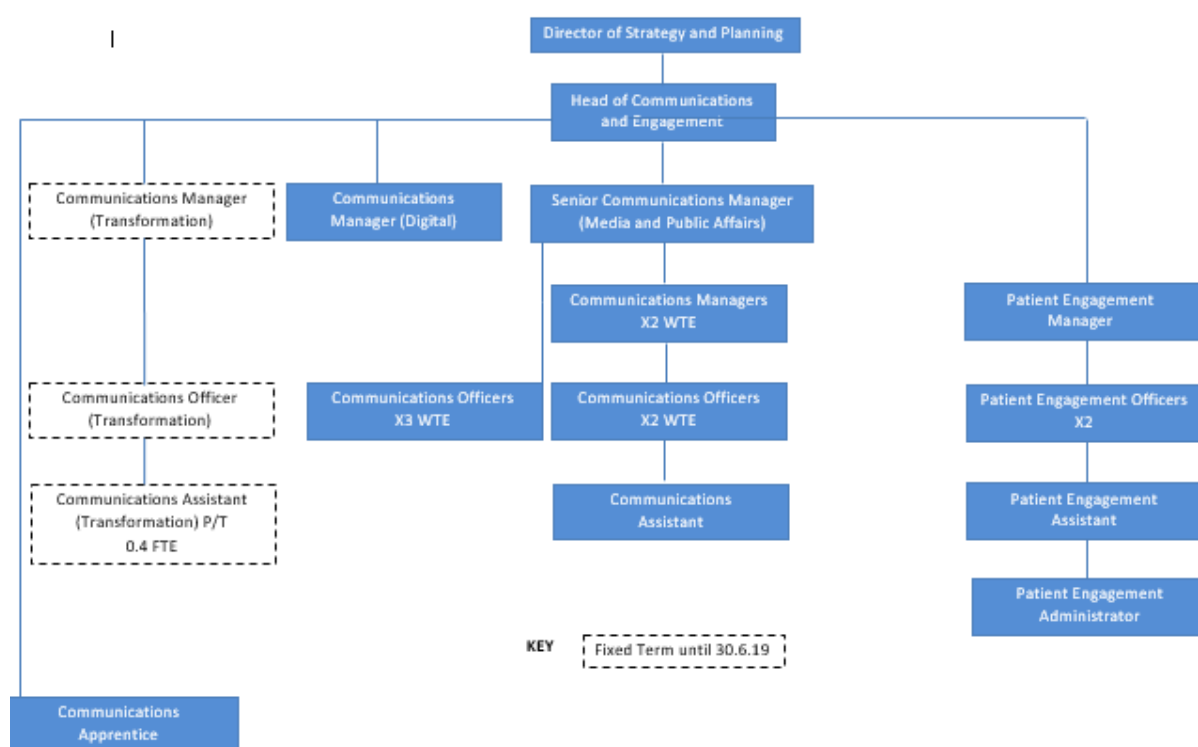 Director of Strategy and Planning
Head of Communications
and Engagement
Communications Manager
(Transformation)
Communications
Manager (Digital)
Senior Communications Manager
(Media and Public Affairs)
Communications Managers
X2 WTE
Patient Engagement
Manager
Communications Officer
(Transformation)
Communications Officers
X3 WTE
Communications Officers
X2 WTE
Patient Engagement Officers
X2
Communications Assistant
(Transformation) P/T
0.4 FTE
Communications
Assistant
Patient Engagement
Assistant
Patient Engagement
Administrator
KEY
Fixed Term until 30.6.19
Communications
Apprentice